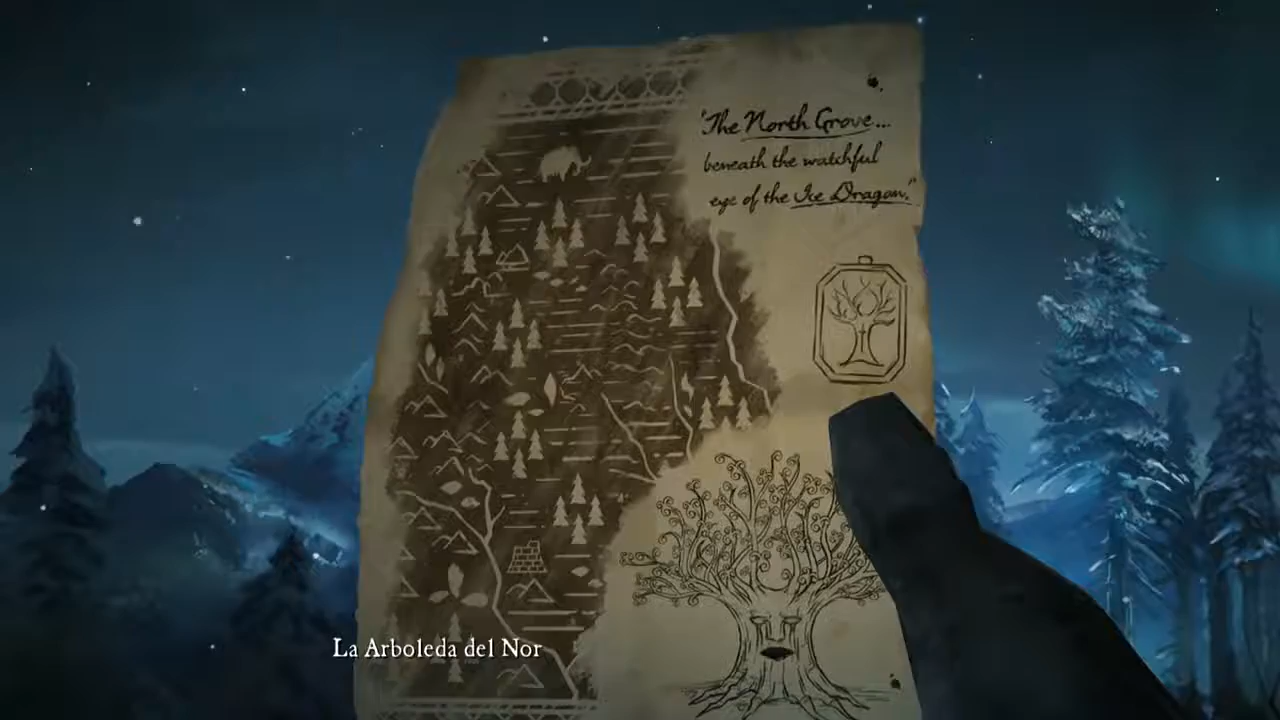 'The North Grove...
beneath the watchful
eye of the Ice Dragon."
La Arboleda del Nor